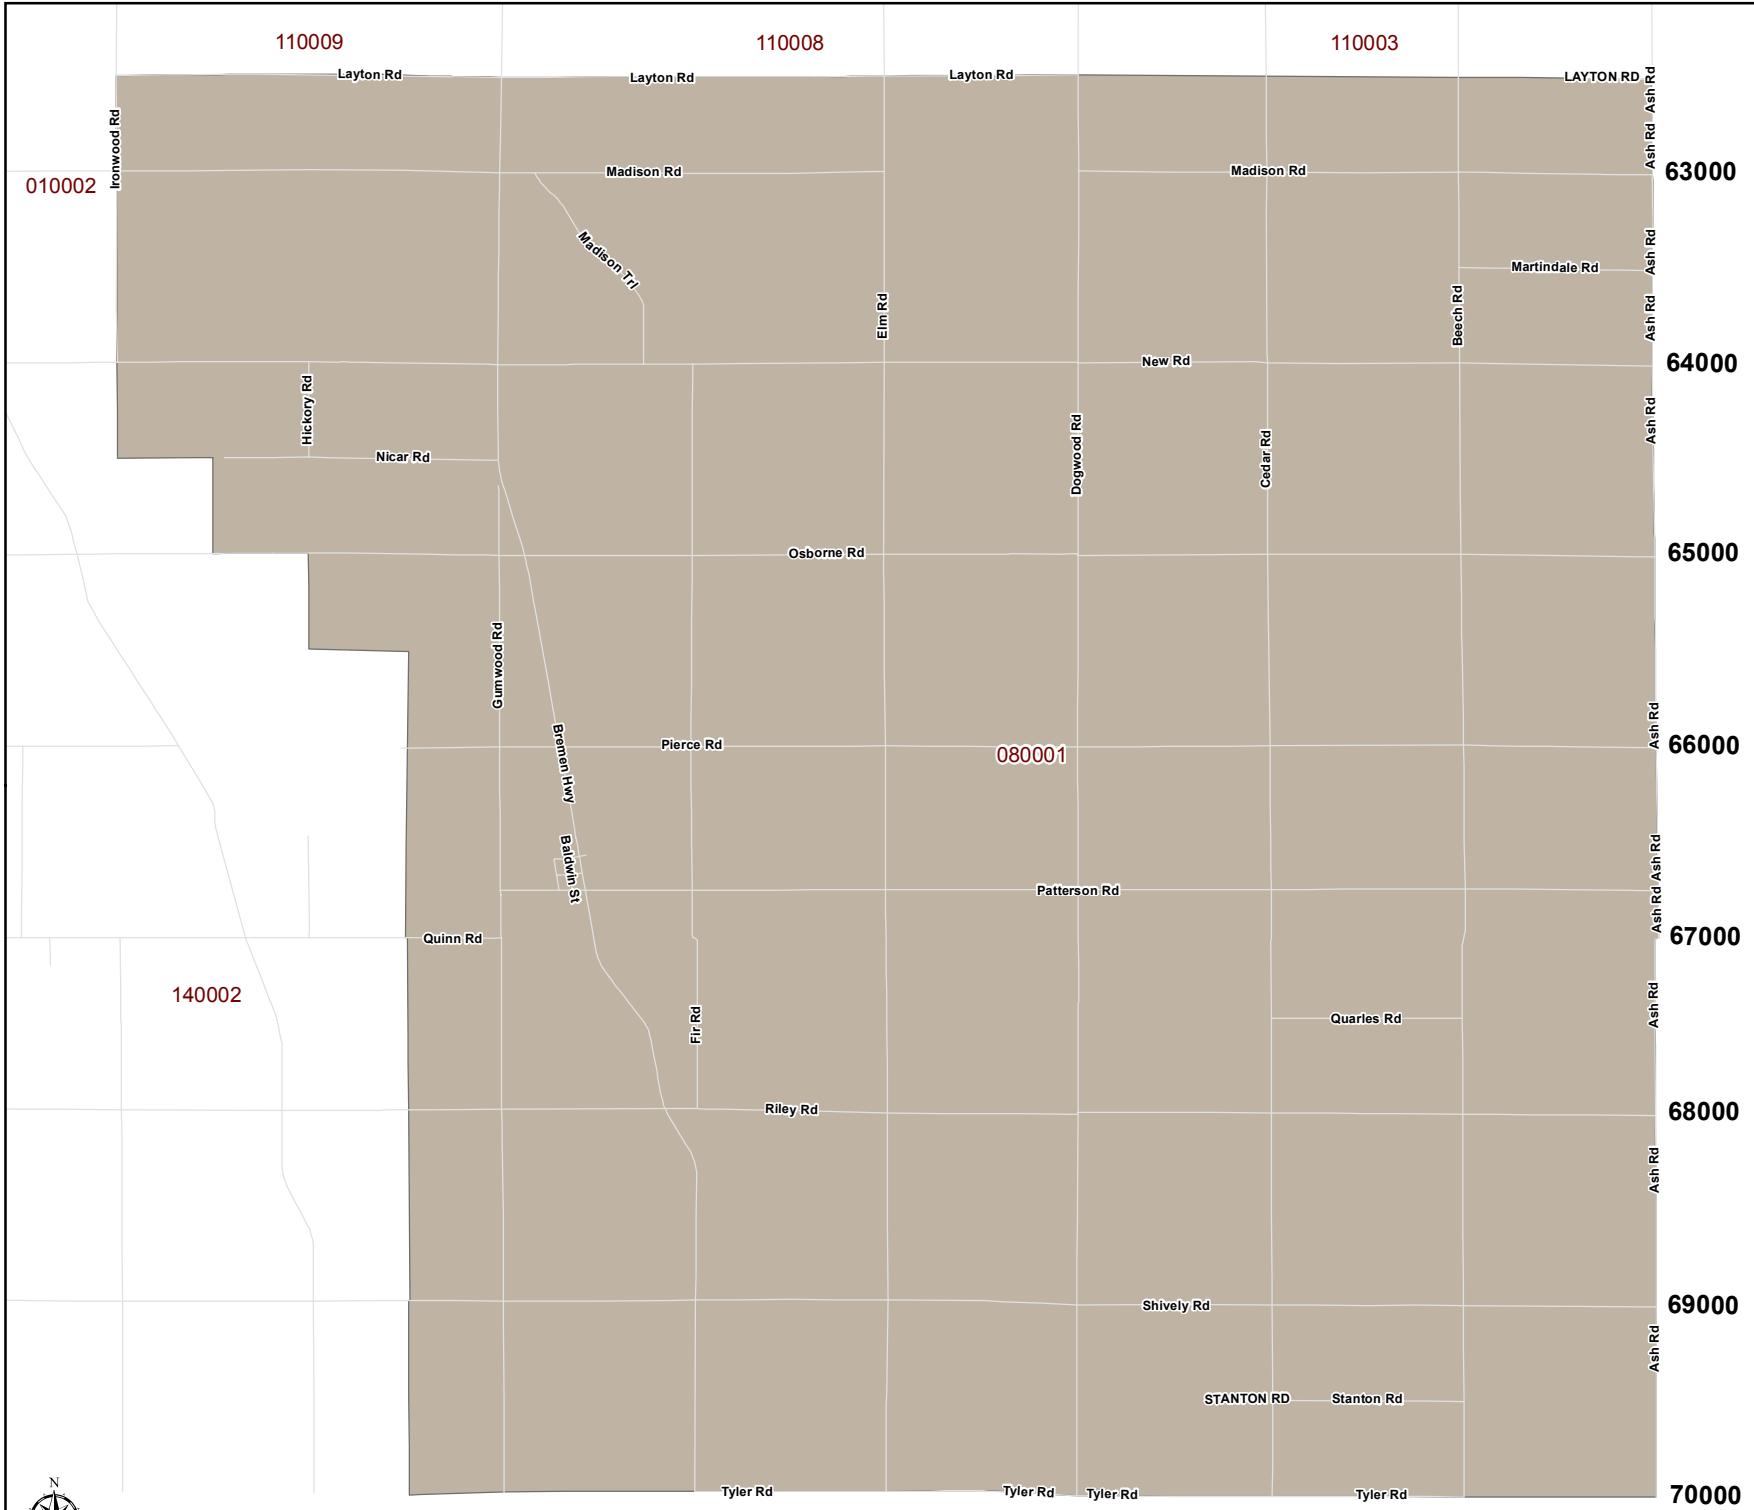 110009
110008
110003
Layton Rd
Layton Rd
Layton Rd
LAYTON RD
Ash Rd
Ironwood Rd
Ash Rd
010002
Madison Rd
Madison Rd
63000
Madison Trl
Ash Rd
Martindale Rd
Elm Rd
Beech Rd
Ash Rd
New Rd
64000
Hickory Rd
Ash Rd
Nicar Rd
Dogwood Rd
Cedar Rd
Osborne Rd
65000
Gumwood Rd
Bremen Hwy
Pierce Rd
080001
Ash Rd
66000
Baldwin St
Ash Rd
Patterson Rd
Ash Rd
Quinn Rd
67000
140002
Fir Rd
Quarles Rd
Ash Rd
Riley Rd
68000
Ash Rd
Shively Rd
69000
Ash Rd
STANTON RD
Stanton Rd
N
Tyler Rd
Tyler Rd
Tyler Rd
Tyler Rd
70000